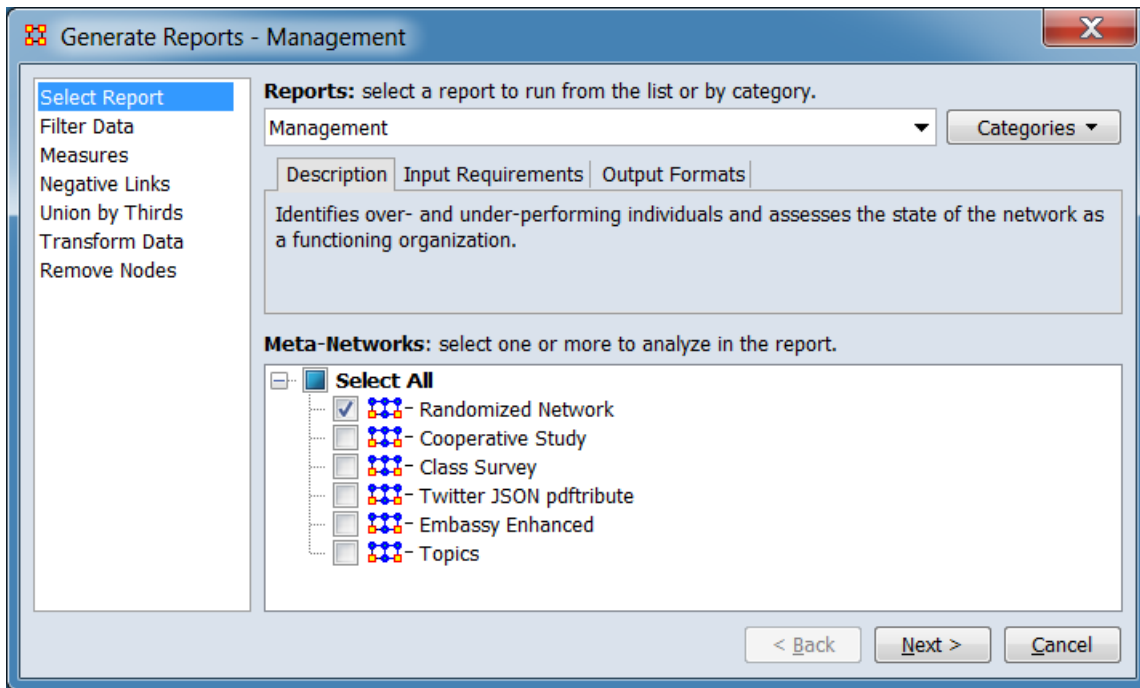 Generate Reports - Management
Select Report
Filter Data
Measures
Negative Links
Union by Thirds
Transform Data
Remove Nodes
Reports: select a report to run from the list or by category.
Management
Categories
Description
Input Requirements
Output Formats
Identifies over- and under-performing individuals and assesses the state of the network as
a functioning organization.
Meta-Networks: select one or more to analyze in the report.
Select All
Randomized Network
Cooperative Study
Class Survey
Twitter JSON pdftribute
Embassy Enhanced
Topics
< Back
Next >
Cancel